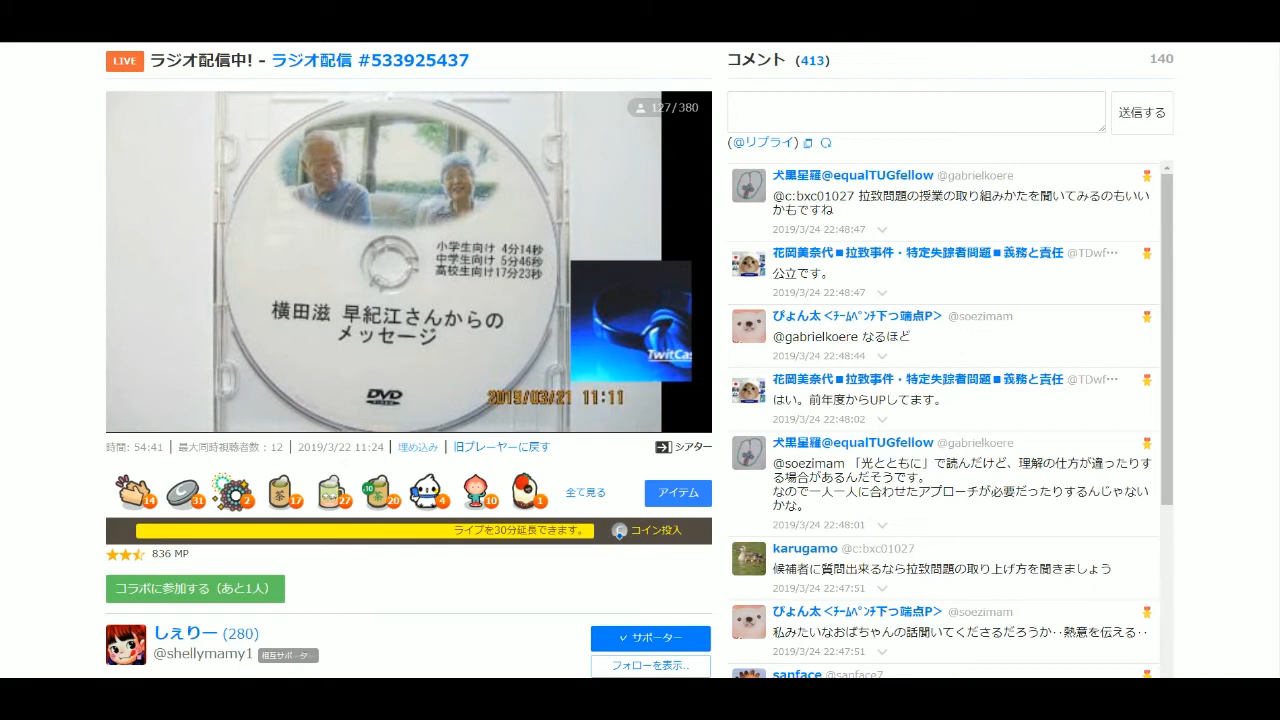 LIVE ラジオ配信中! - ラジオ配信 #533925437
127/380
小学生向け 4分14秒
中学生向け 5分46秒
高校生向け17分23秒
横田滋 早紀江さんからの
メッセージ
DVD
VIDEO
TwitCas
2019/03/21 11:11
時間: 54:41 | 最大同時視聴者数 : 12 | 2019/3/22 11:24 | 埋め込み | 旧プレーヤーに戻す
シアター
14 31 2 17 27 20 4 10 1
+10
茶 茶
全て見る
アイテム
ライブを30分延長できます。
C コイン投入
836 MP
コラボに参加する（あと1人）
しぇりー (280)
@shellymamy1 相互サポーター
✓ サポーター
フォローを表示..
コメント (413)
140
送信する
(@リプライ)
犬黒星羅@equalTUGfellow @gabrielkoere
@c:bxc01027 拉致問題の授業の取り組みかたを聞いてみるのもいい
かもですね
2019/3/24 22:48:47
花岡美奈代■拉致事件・特定失踪者問題■義務と責任 @TDwf…
公立です。
2019/3/24 22:48:47
ぴょん太<ﾁｰﾑﾍﾟﾝﾁ下っ端点P> @soezimam
@gabrielkoere なるほど
2019/3/24 22:48:44
花岡美奈代■拉致事件・特定失踪者問題■義務と責任 @TDwf…
はい。前年度からUPしてます。
2019/3/24 22:48:02
犬黒星羅@equalTUGfellow @gabrielkoere
@soezimam 「光とともに」で読んだけど、理解の仕方が違ったりす
る場合があるんだそうです。
なので一人一人に合わせたアプローチが必要だったりするんじゃない
かな。
2019/3/24 22:48:01
karugamo @c:bxc01027
候補者に質問出来るなら拉致問題の取り上げ方を聞きましょう
2019/3/24 22:47:51
ぴょん太<ﾁｰﾑﾍﾟﾝﾁ下っ端点P> @soezimam
私みたいなおばちゃんの話聞いてくださるだろうか‥熱意を伝える‥
2019/3/24 22:47:51
sanface @sanface7